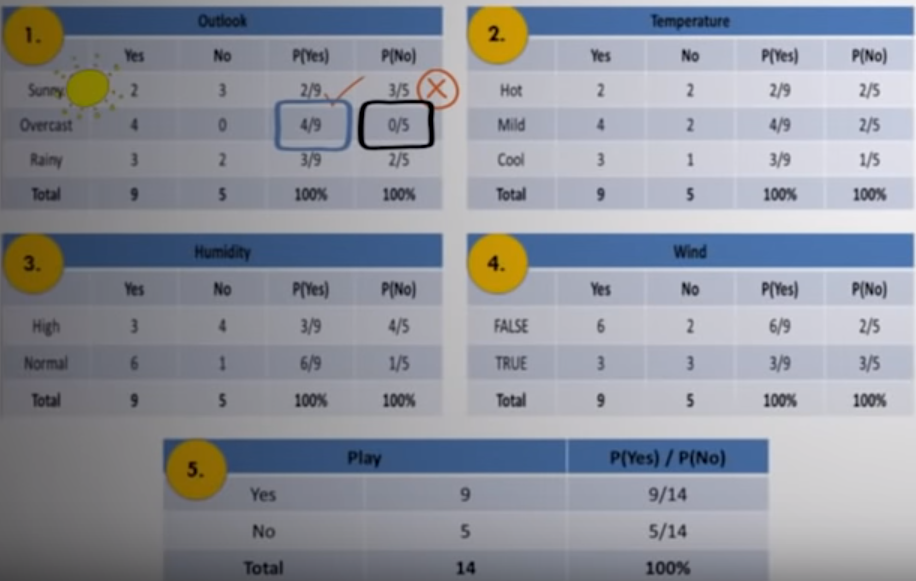 1.
Outlook
Yes No P(Yes) P(No)
Sunny 2 3 2/9 3/5
Overcast 4 0 4/9 0/5
Rainy 3 2 3/9 2/5
Total 9 5 100% 100%
2.
Temperature
Yes No P(Yes) P(No)
Hot 2 2 2/9 2/5
Mild 4 2 4/9 2/5
Cool 3 1 3/9 1/5
Total 9 5 100% 100%
3.
Humidity
Yes No P(Yes) P(No)
High 3 4 3/9 4/5
Normal 6 1 6/9 1/5
Total 9 5 100% 100%
4.
Wind
Yes No P(Yes) P(No)
FALSE 6 2 6/9 2/5
TRUE 3 3 3/9 3/5
Total 9 5 100% 100%
5.
Play P(Yes) / P(No)
Yes 9 9/14
No 5 5/14
Total 14 100%